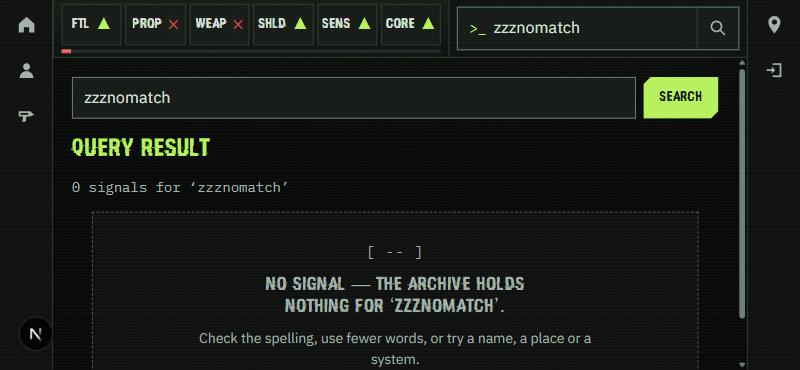 FTL
PROP
WEAP
SHLD
SENS
CORE
>_ zzznomatch
zzznomatch
SEARCH
QUERY RESULT
0 signals for ‘zzznomatch’
[ -- ]
NO SIGNAL — THE ARCHIVE HOLDS
NOTHING FOR ‘ZZZNOMATCH’.
Check the spelling, use fewer words, or try a name, a place or a
system.
N